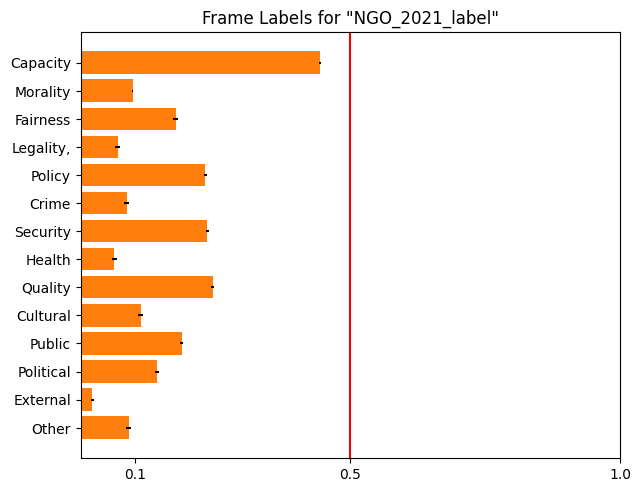 Frame Labels for "NGO_2021_label"
Capacity
Morality
Fairness
Legality,
Policy
Crime
Security
Health
Quality
Cultural
Public
Political
External
Other
0.1 0.5 1.0